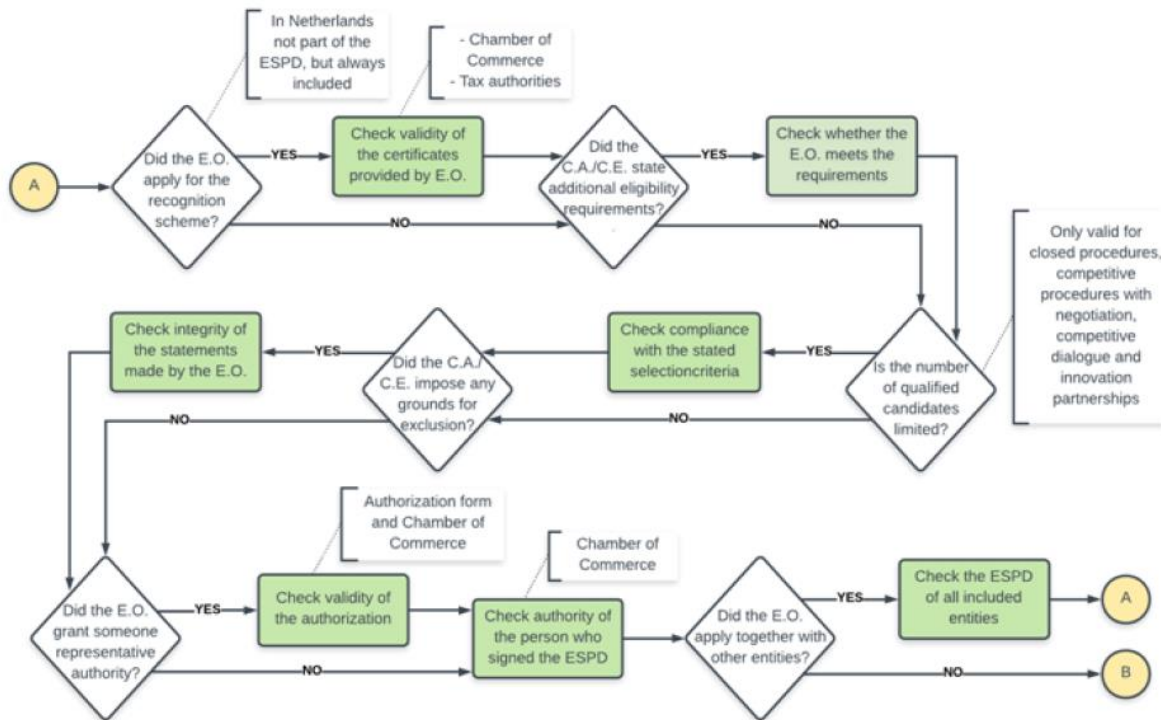 In Netherlands
not part of the
ESPD, but always
included
- Chamber of
Commerce
- Tax authorities
A
Did the E.O.
apply for the
recognition
scheme?
YES
NO
Check validity of
the certificates
provided by E.O.
Did the
C.A./C.E. state
additional eligibility
requirements?
YES
NO
Check whether the
E.O. meets the
requirements
Only valid for
closed procedures,
competitive
procedures with
negotiation,
competitive
dialogue and
innovation
partnerships
Is the number
of qualified
candidates
limited?
YES
NO
Check compliance
with the stated
selectioncriteria
Did the C.A./
C.E. impose any
grounds for
exclusion?
YES
NO
Check integrity of
the statements
made by the E.O.
Authorization form
and Chamber of
Commerce
Chamber of
Commerce
Did the E.O.
grant someone
representative
authority?
YES
NO
Check validity of
the authorization
Check authority of
the person who
signed the ESPD
Did the E.O.
apply together with
other entities?
YES
NO
Check the ESPD
of all included
entities
A
B